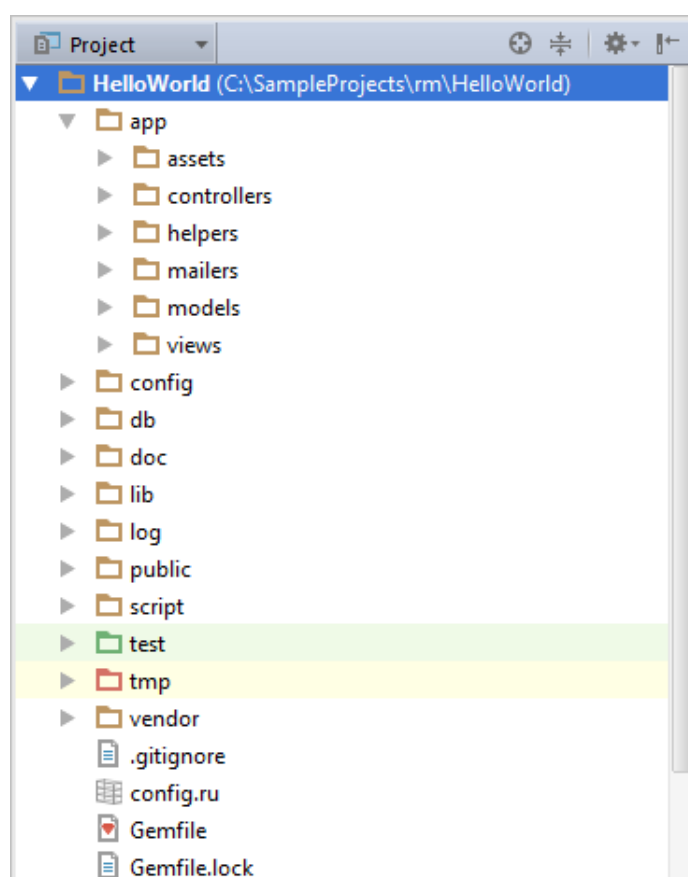 Project
HelloWorld (C:\SampleProjects\rm\HelloWorld)
app
assets
controllers
helpers
mailers
models
views
config
db
doc
lib
log
public
script
test
tmp
vendor
.gitignore
config.ru
Gemfile
Gemfile.lock